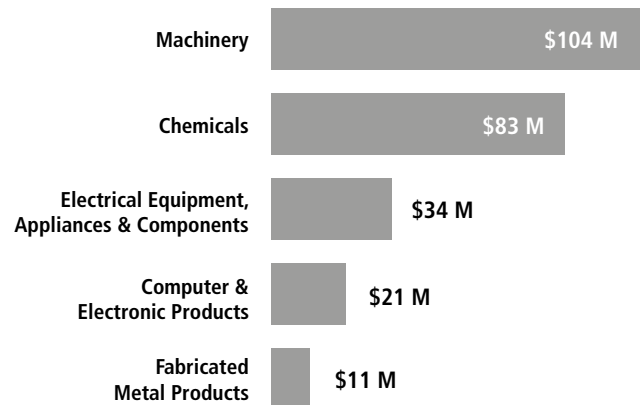 Machinery
$104 M
Chemicals
$83 M
Electrical Equipment,
Appliances & Components
$34 M
Computer &
Electronic Products
$21 M
Fabricated
Metal Products
$11 M